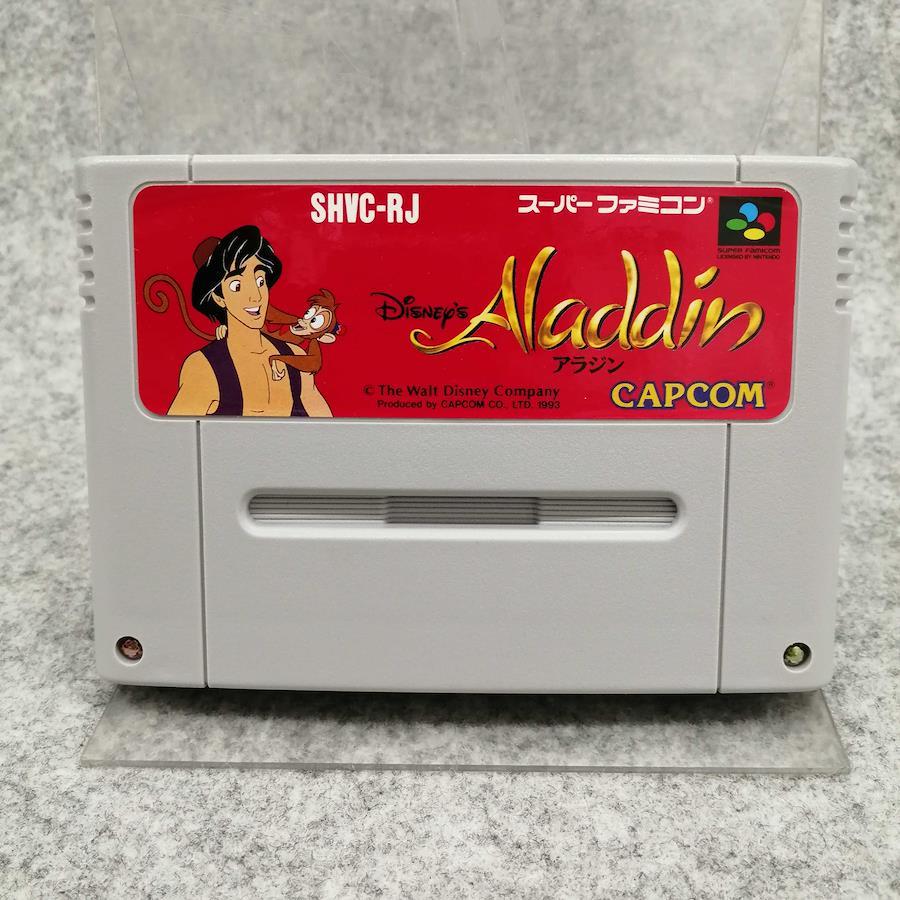 SHVC-RJ
スーパーファミコン®
SUPER FAMICOM
LICENSED BY NINTENDO
Disney's Aladdin
アラジン
© The Walt Disney Company
Produced by CAPCOM CO., LTD. 1993
CAPCOM®